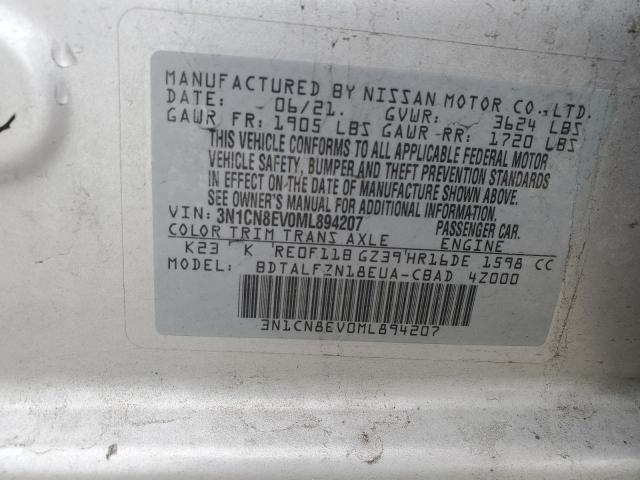 MANUFACTURED BY NISSAN MOTOR CO., LTD.
DATE: 06/21. GVWR: 3624 LBS
GAWR FR: 1905 LBS GAWR RR: 1720 LBS
THIS VEHICLE CONFORMS TO ALL APPLICABLE FEDERAL MOTOR
VEHICLE SAFETY, BUMPER AND THEFT PREVENTION STANDARDS
IN EFFECT ON THE DATE OF MANUFACTURE SHOWN ABOVE.
SEE OWNER'S MANUAL FOR ADDITIONAL INFORMATION.
VIN: 3N1CN8EV0ML894207 PASSENGER CAR.
COLOR TRIM TRANS AXLE ENGINE
K23 K RE0F11B GZ39 HR16DE 1598 CC
BDTALFZN18EUA-CBAD 4Z000
3N1CN8EV0ML894207